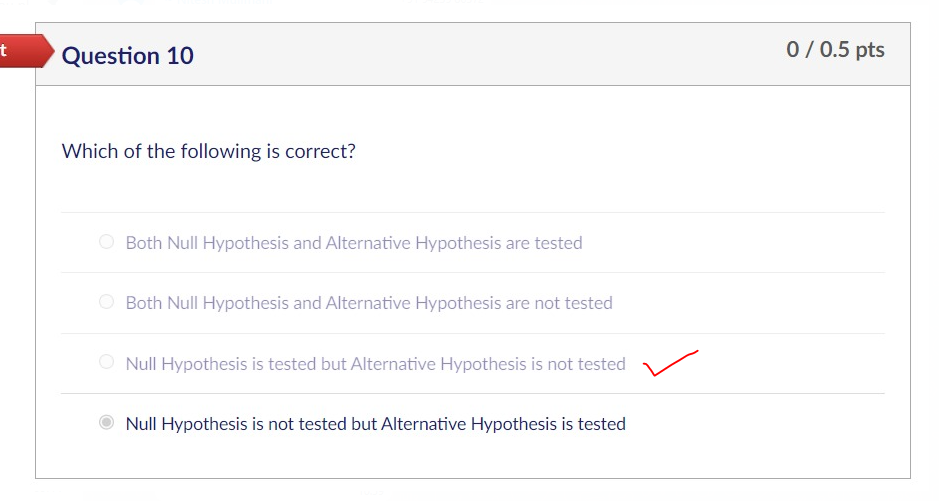 t
Question 10
0 / 0.5 pts
Which of the following is correct?
Both Null Hypothesis and Alternative Hypothesis are tested
Both Null Hypothesis and Alternative Hypothesis are not tested
Null Hypothesis is tested but Alternative Hypothesis is not tested
Null Hypothesis is not tested but Alternative Hypothesis is tested